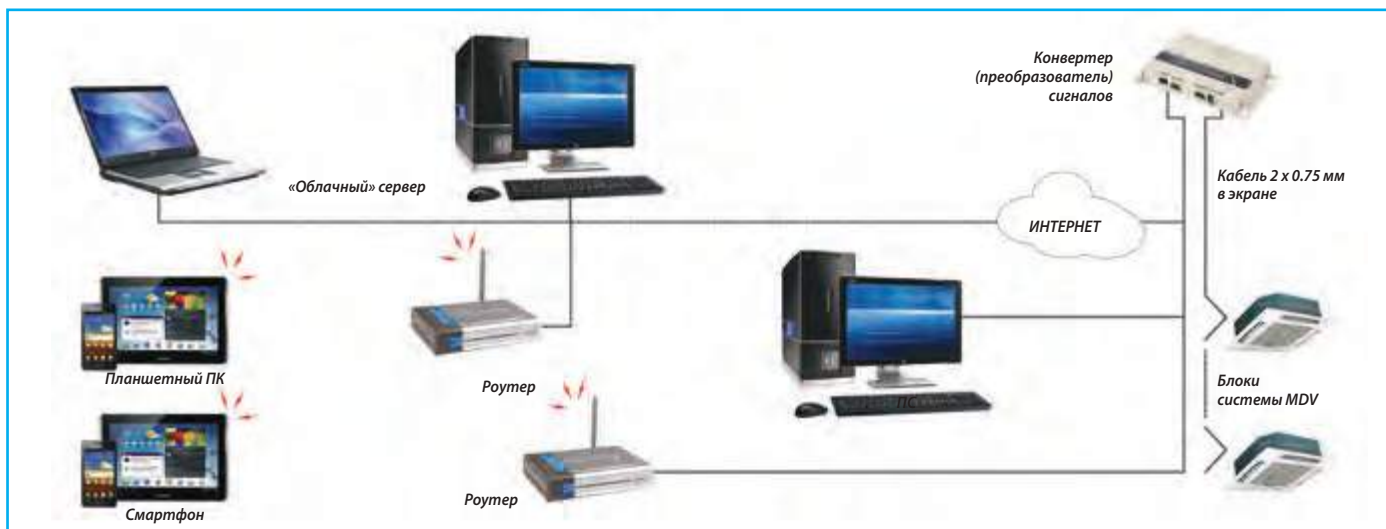 Конвертер
(преобразователь)
сигналов
«Облачный» сервер
Кабель 2 x 0.75 мм
в экране
ИНТЕРНЕТ
Планшетный ПК
Роутер
ПС
Блоки
системы MDV
Роутер
Смартфон